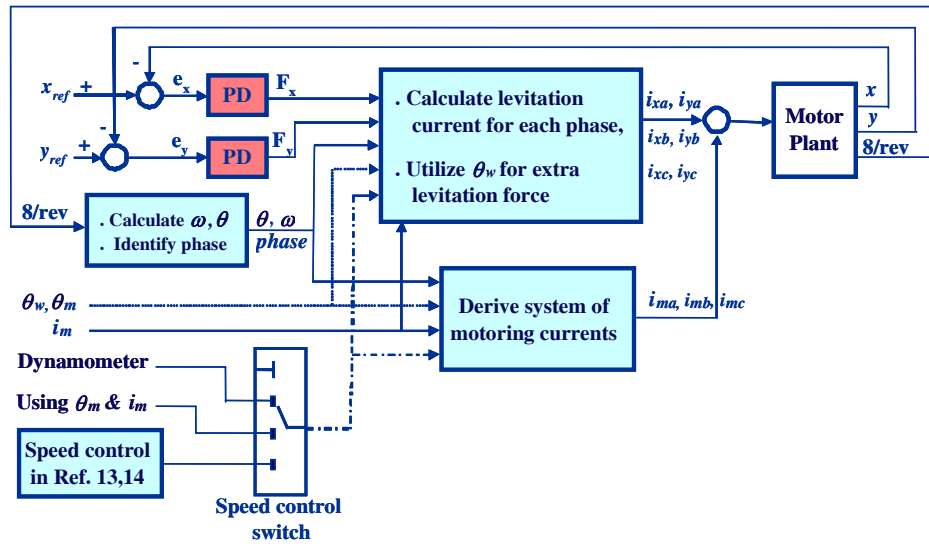 -
x_ref +
e_x
PD
F_x
-
y_ref +
e_y
PD
F_y
. Calculate levitation
current for each phase,
. Utilize θ_w for extra
levitation force
i_xa, i_ya
i_xb, i_yb
i_xc, i_yc
Motor
Plant
x
y
8/rev
8/rev
. Calculate ω, θ
. Identify phase
θ, ω
phase
θ_w, θ_m
i_m
Derive system of
motoring currents
i_ma, i_mb, i_mc
Dynamometer
Using θ_m & i_m
Speed control
in Ref. 13,14
Speed control
switch